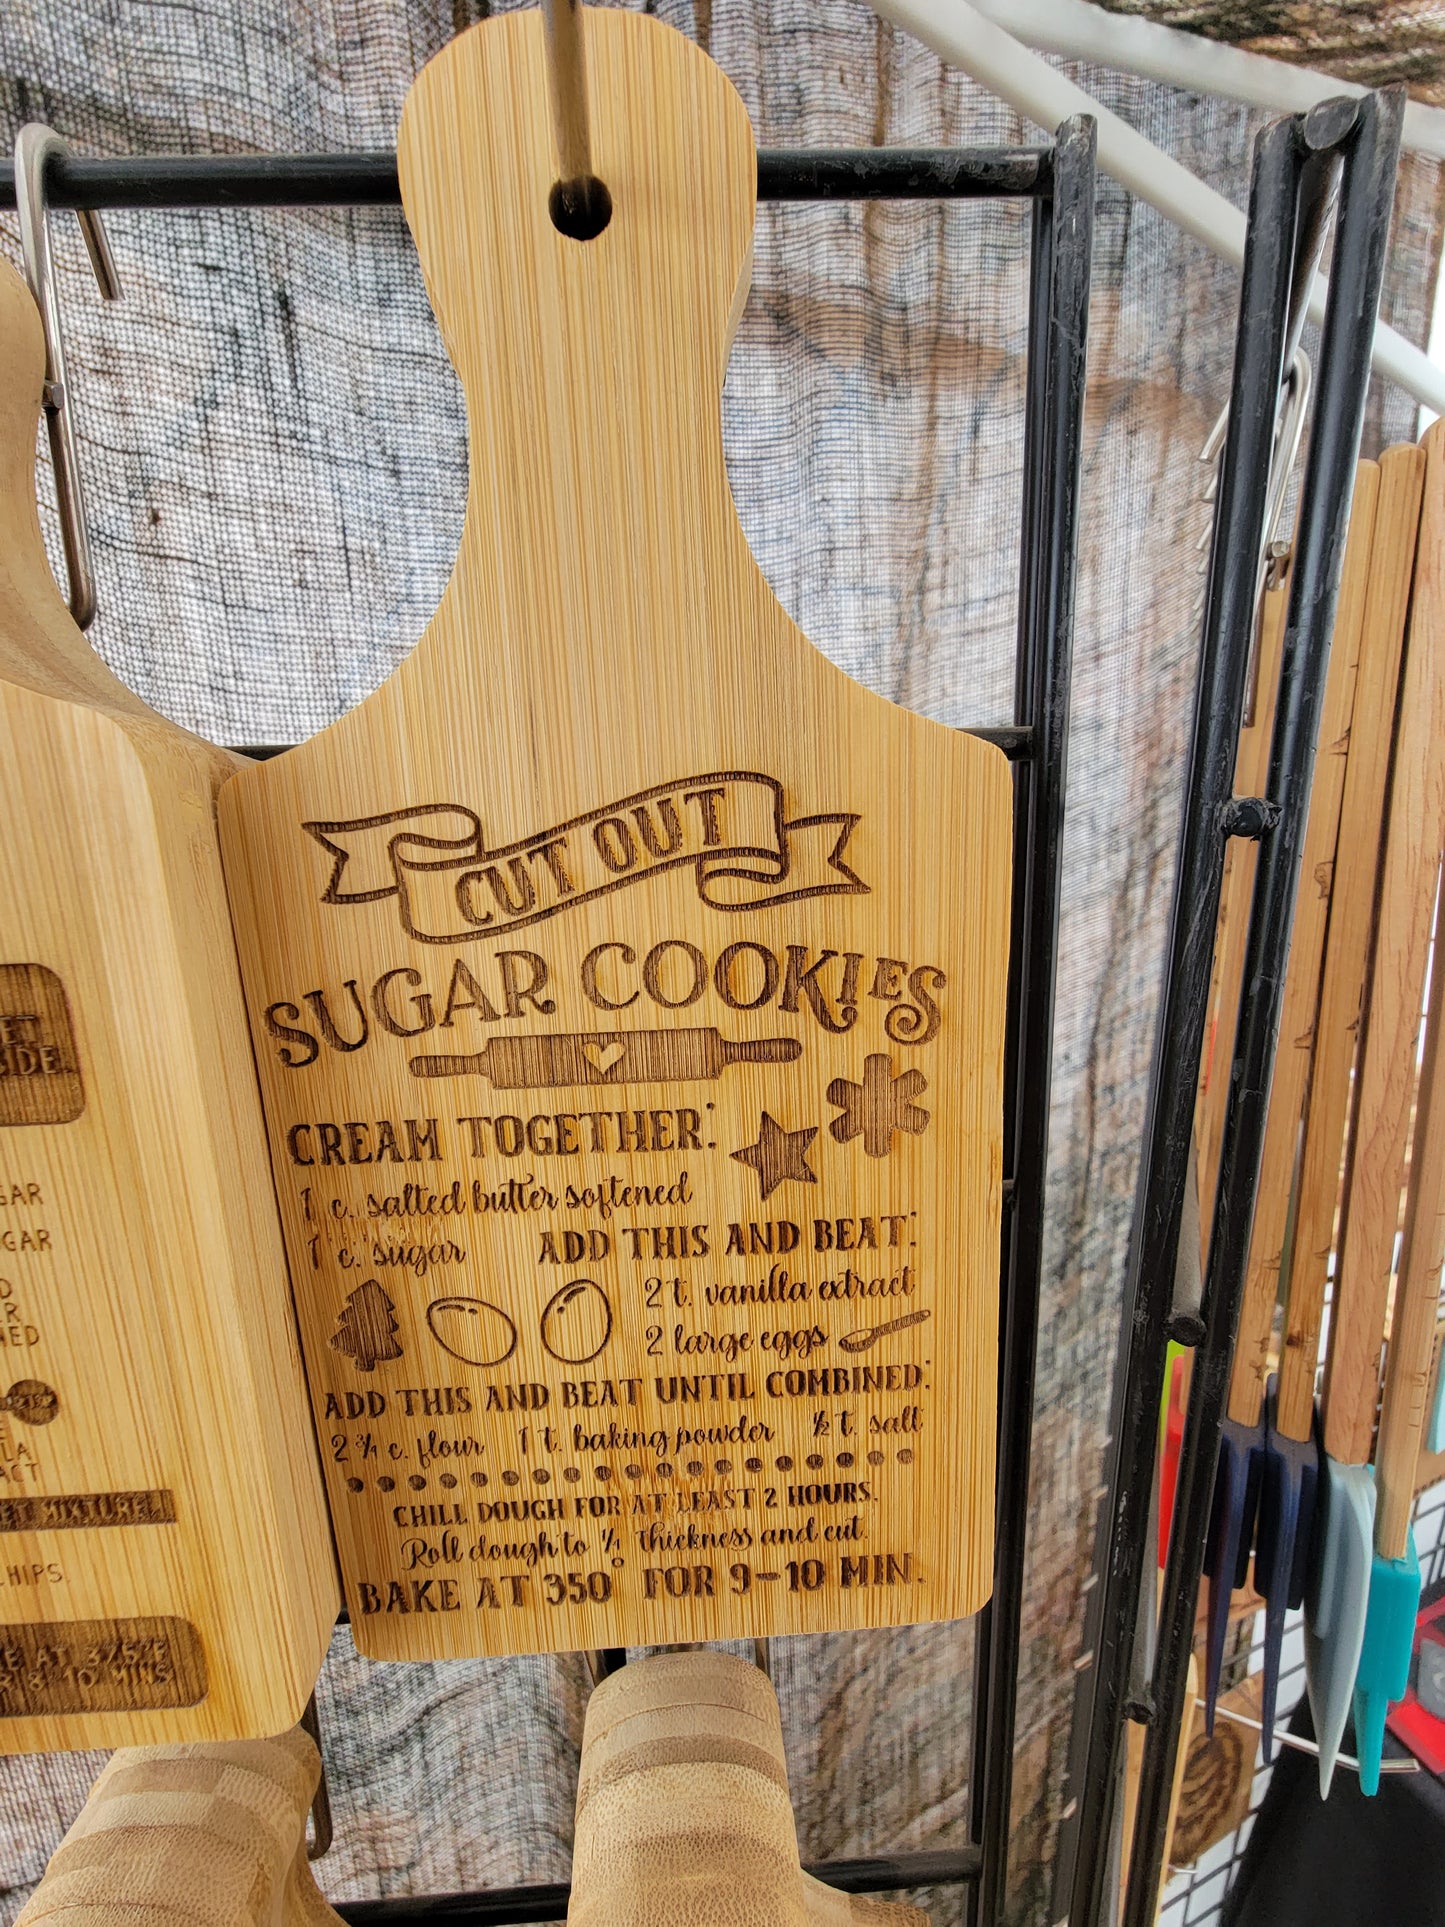 CUT OUT
SUGAR COOKIES
CREAM TOGETHER:
1 c. salted butter softened
1 c. sugar
ADD THIS AND BEAT:
2 t. vanilla extract
2 large eggs
ADD THIS AND BEAT UNTIL COMBINED:
2 3/4 c. flour 1 t. baking powder 1/2 t. salt
CHILL DOUGH FOR AT LEAST 2 HOURS.
Roll dough to 1/4 thickness and cut.
BAKE AT 350° FOR 9-10 MIN.